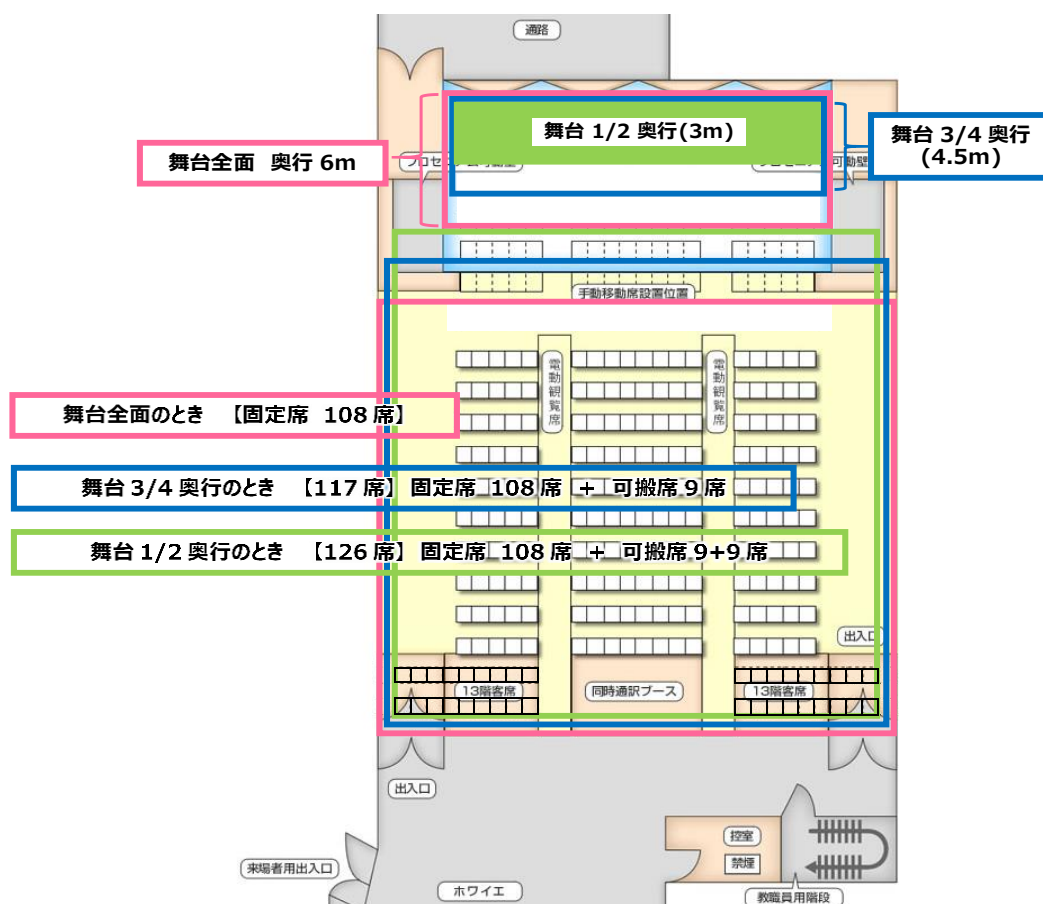 通路
舞台 1/2 奥行(3m)
舞台 3/4 奥行
(4.5m)
舞台全面 奥行 6m
可動壁
手動移動席設置位置
電動観覧席
電動観覧席
舞台全面のとき 【固定席 108 席】
舞台 3/4 奥行のとき 【117 席】 固定席 108 席 + 可搬席 9 席
舞台 1/2 奥行のとき 【126 席】 固定席 108 席 + 可搬席 9+9 席
出入口
13階客席
同時通訳ブース
13階客席
出入口
控室
禁煙
来場者用出入口
ホワイエ
教職員用階段